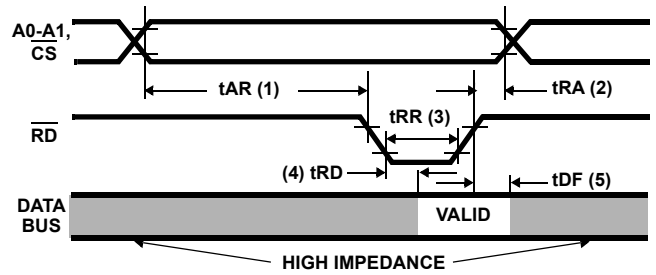 A0-A1,
CS
tAR (1)
tRA (2)
tRR (3)
RD
(4) tRD
tDF (5)
DATA
BUS
VALID
HIGH IMPEDANCE